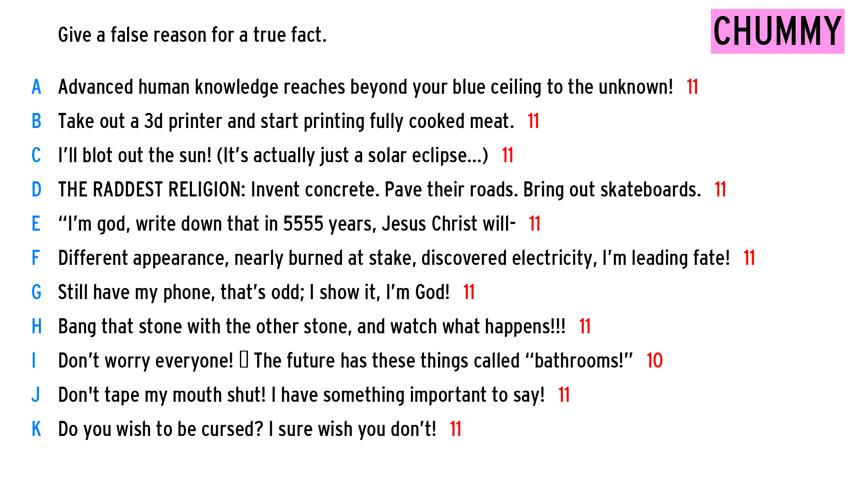 Give a false reason for a true fact.
CHUMMY
A Advanced human knowledge reaches beyond your blue ceiling to the unknown! 11
B Take out a 3d printer and start printing fully cooked meat. 11
C I’ll blot out the sun! (It’s actually just a solar eclipse...) 11
D THE RADDEST RELIGION: Invent concrete. Pave their roads. Bring out skateboards. 11
E “I’m god, write down that in 5555 years, Jesus Christ will- 11
F Different appearance, nearly burned at stake, discovered electricity, I’m leading fate! 11
G Still have my phone, that’s odd; I show it, I’m God! 11
H Bang that stone with the other stone, and watch what happens!!! 11
I Don’t worry everyone! ▯ The future has these things called “bathrooms!” 10
J Don't tape my mouth shut! I have something important to say! 11
K Do you wish to be cursed? I sure wish you don’t! 11